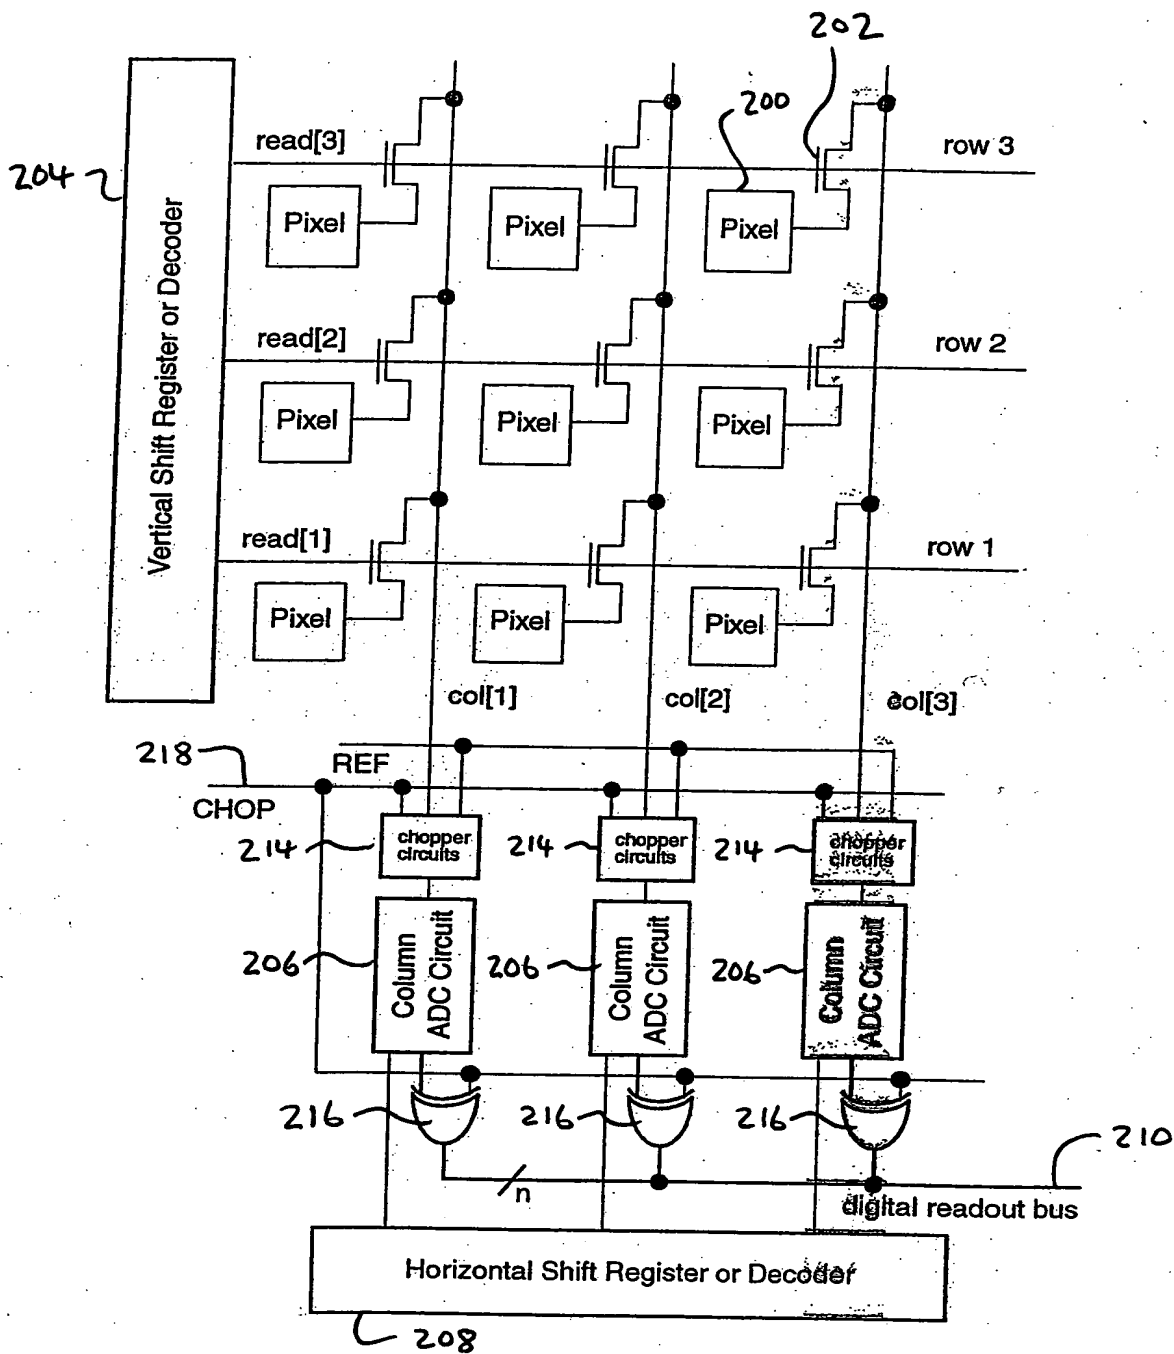 202
200
204
Vertical Shift Register or Decoder
read[3]
row 3
Pixel
Pixel
Pixel
read[2]
row 2
Pixel
Pixel
Pixel
read[1]
row 1
Pixel
Pixel
Pixel
col[1]
col[2]
col[3]
218
REF
CHOP
214
chopper
circuits
214
chopper
circuits
214
chopper
circuits
206
Column
ADC Circuit
206
Column
ADC Circuit
206
Column
ADC Circuit
216
216
216
210
n
digital readout bus
Horizontal Shift Register or Decoder
208